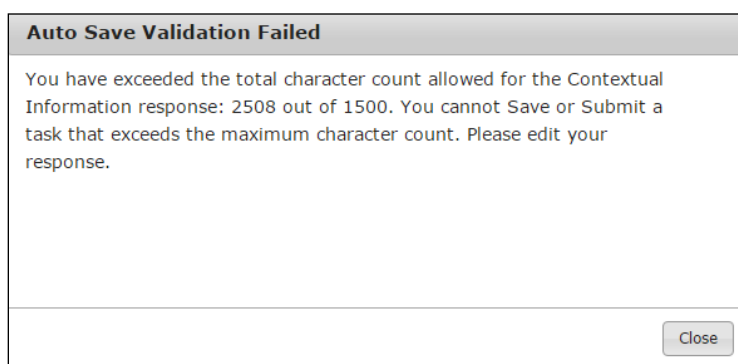 Auto Save Validation Failed
You have exceeded the total character count allowed for the Contextual
Information response: 2508 out of 1500. You cannot Save or Submit a
task that exceeds the maximum character count. Please edit your
response.
Close